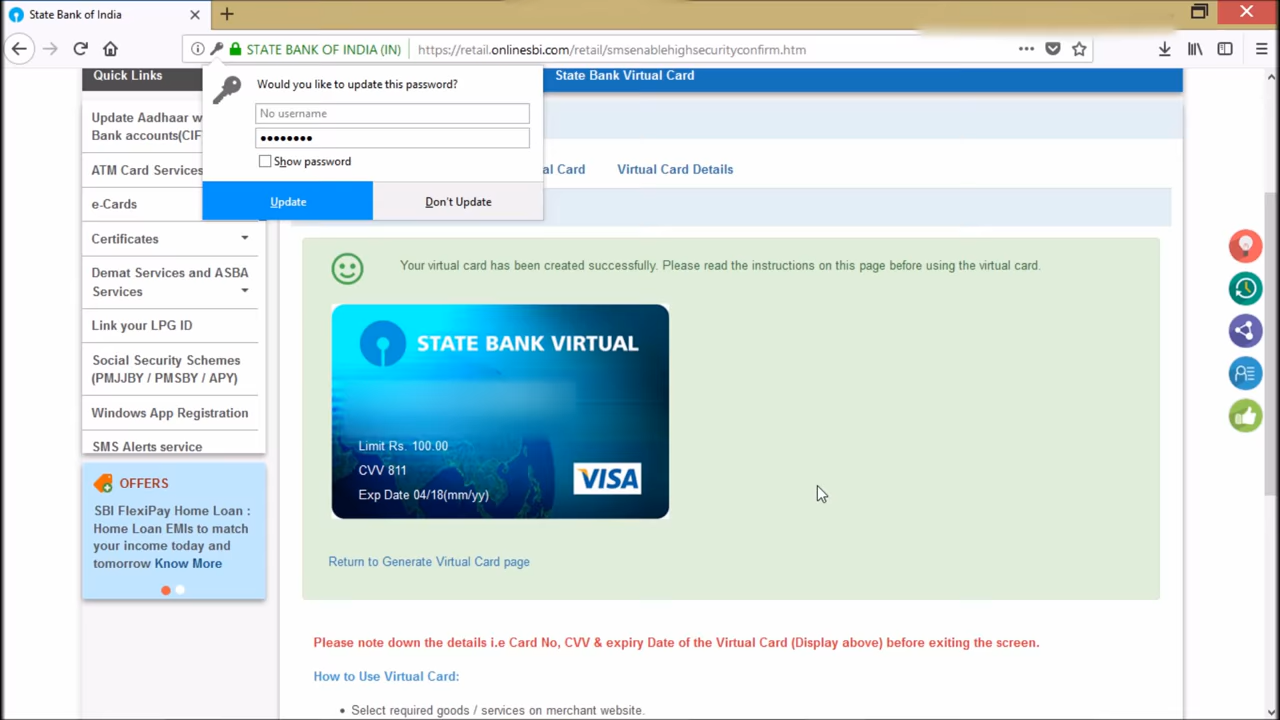 State Bank of India
STATE BANK OF INDIA (IN)
https://retail.onlinesbi.com/retail/smsenablehighsecurityconfirm.htm
Would you like to update this password?
No username
••••••••
Show password
Update
Don't Update
Quick Links
Update Aadhaar w
Bank accounts(CIF
ATM Card Services
e-Cards
Certificates
Demat Services and ASBA
Services
Link your LPG ID
Social Security Schemes
(PMJJBY / PMSBY / APY)
Windows App Registration
SMS Alerts service
OFFERS
SBI FlexiPay Home Loan :
Home Loan EMIs to match
your income today and
tomorrow Know More
State Bank Virtual Card
al Card
Virtual Card Details
Your virtual card has been created successfully. Please read the instructions on this page before using the virtual card.
STATE BANK VIRTUAL
Limit Rs. 100.00
CVV 811
Exp Date 04/18(mm/yy)
VISA
Return to Generate Virtual Card page
Please note down the details i.e Card No, CVV & expiry Date of the Virtual Card (Display above) before exiting the screen.
How to Use Virtual Card:
• Select required goods / services on merchant website.